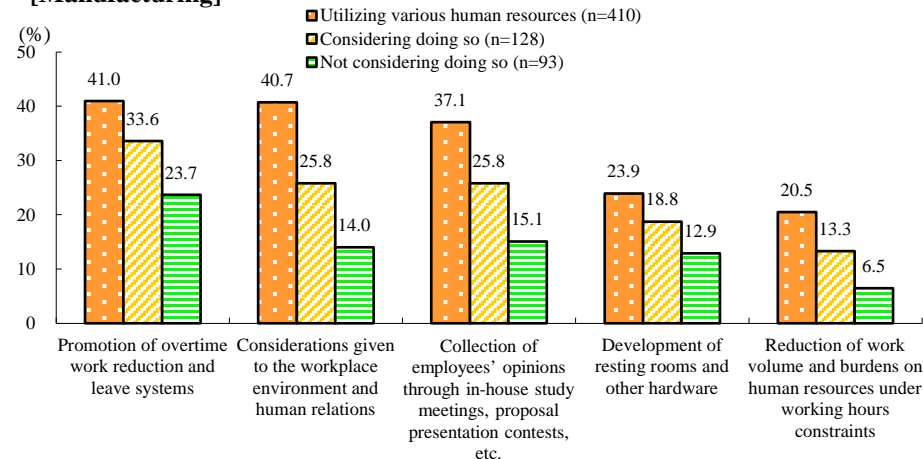 [Manufacturing]
Utilizing various human resources (n=410)
Considering doing so (n=128)
Not considering doing so (n=93)
(%)
50
40
30
20
10
0
41.0
33.6
23.7
40.7
25.8
14.0
37.1
25.8
15.1
23.9
18.8
12.9
20.5
13.3
6.5
Promotion of overtime
work reduction and
leave systems
Considerations given
to the workplace
environment and
human relations
Collection of
employees’ opinions
through in-house study
meetings, proposal
presentation contests,
etc.
Development of
resting rooms and
other hardware
Reduction of work
volume and burdens on
human resources under
working hours
constraints